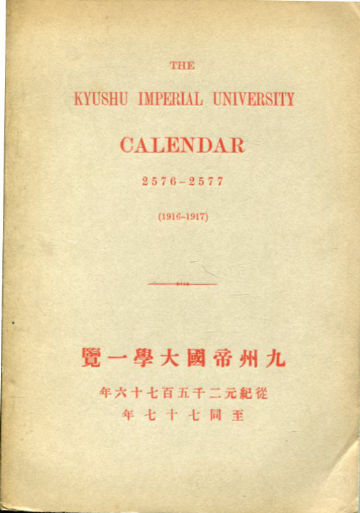 THE
KYUSHU IMPERIAL UNIVERSITY
CALENDAR
2576–2577
(1916–1917)
九州帝國大學一覽
從紀元二千五百七十六年
至同七十七年